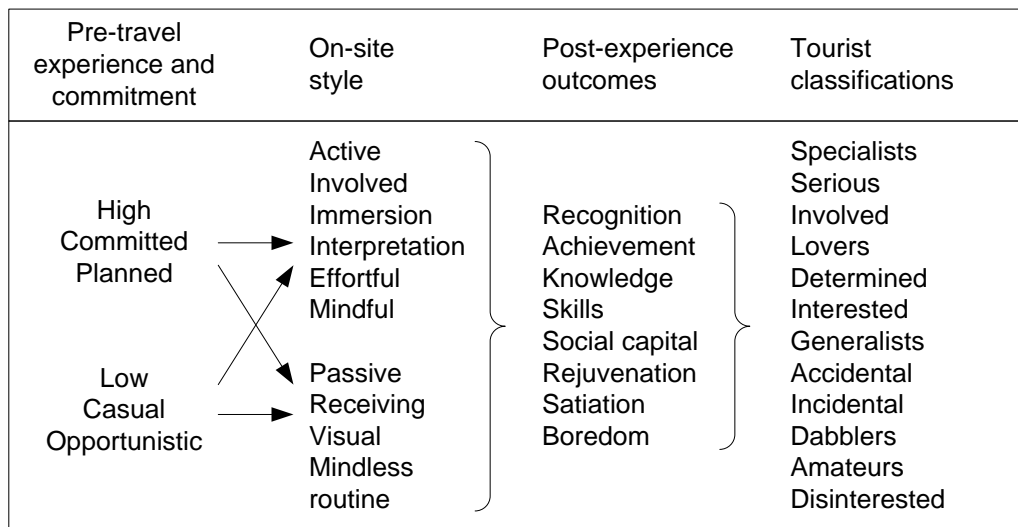 Pre-travel
experience and
commitment
On-site
style
Post-experience
outcomes
Tourist
classifications
High
Committed
Planned
Low
Casual
Opportunistic
Active
Involved
Immersion
Interpretation
Effortful
Mindful
Passive
Receiving
Visual
Mindless
routine
Recognition
Achievement
Knowledge
Skills
Social capital
Rejuvenation
Satiation
Boredom
Specialists
Serious
Involved
Lovers
Determined
Interested
Generalists
Accidental
Incidental
Dabblers
Amateurs
Disinterested